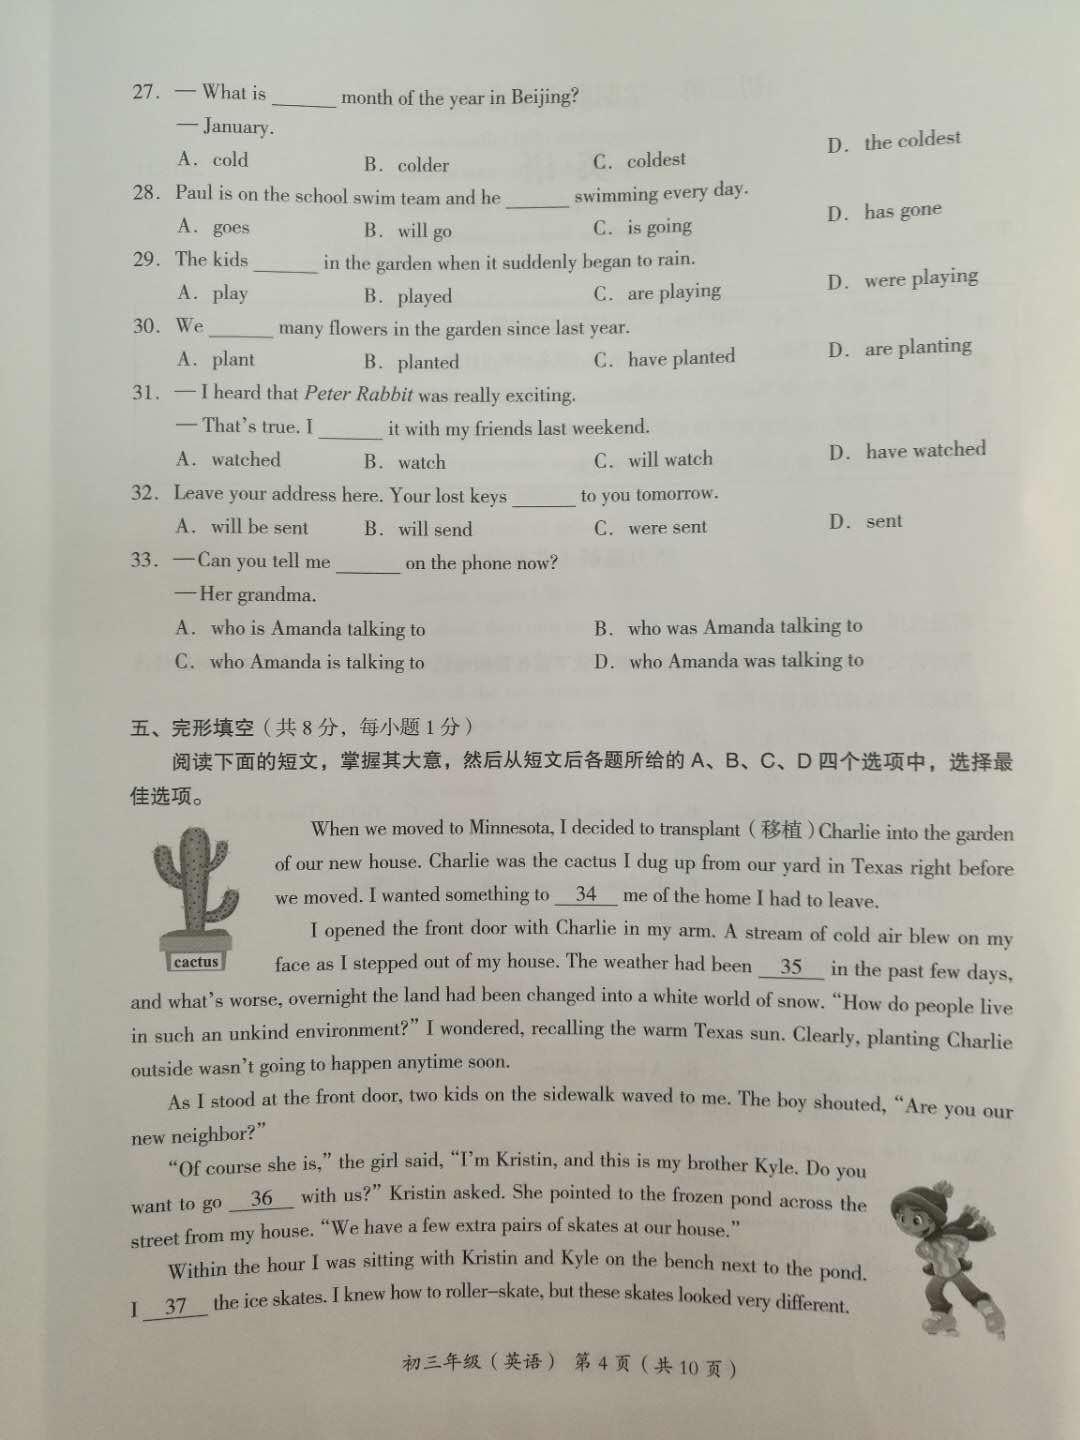 27. — What is ______ month of the year in Beijing?
— January.
A. cold B. colder C. coldest D. the coldest
28. Paul is on the school swim team and he ______ swimming every day.
A. goes B. will go C. is going D. has gone
29. The kids ______ in the garden when it suddenly began to rain.
A. play B. played C. are playing D. were playing
30. We ______ many flowers in the garden since last year.
A. plant B. planted C. have planted D. are planting
31. — I heard that Peter Rabbit was really exciting.
— That's true. I ______ it with my friends last weekend.
A. watched B. watch C. will watch D. have watched
32. Leave your address here. Your lost keys ______ to you tomorrow.
A. will be sent B. will send C. were sent D. sent
33. —Can you tell me ______ on the phone now?
—Her grandma.
A. who is Amanda talking to B. who was Amanda talking to
C. who Amanda is talking to D. who Amanda was talking to
五、完形填空（共 8 分，每小题 1 分）
阅读下面的短文，掌握其大意，然后从短文后各题所给的 A、B、C、D 四个选项中，选择最
佳选项。
When we moved to Minnesota, I decided to transplant（移植）Charlie into the garden
of our new house. Charlie was the cactus I dug up from our yard in Texas right before
we moved. I wanted something to 34 me of the home I had to leave.
I opened the front door with Charlie in my arm. A stream of cold air blew on my
cactus
face as I stepped out of my house. The weather had been 35 in the past few days,
and what's worse, overnight the land had been changed into a white world of snow. "How do people live
in such an unkind environment?" I wondered, recalling the warm Texas sun. Clearly, planting Charlie
outside wasn't going to happen anytime soon.
As I stood at the front door, two kids on the sidewalk waved to me. The boy shouted, "Are you our
new neighbor?"
"Of course she is," the girl said, "I'm Kristin, and this is my brother Kyle. Do you
want to go 36 with us?" Kristin asked. She pointed to the frozen pond across the
street from my house. "We have a few extra pairs of skates at our house."
Within the hour I was sitting with Kristin and Kyle on the bench next to the pond.
I 37 the ice skates. I knew how to roller-skate, but these skates looked very different.
初三年级（英语） 第 4 页（共 10 页）